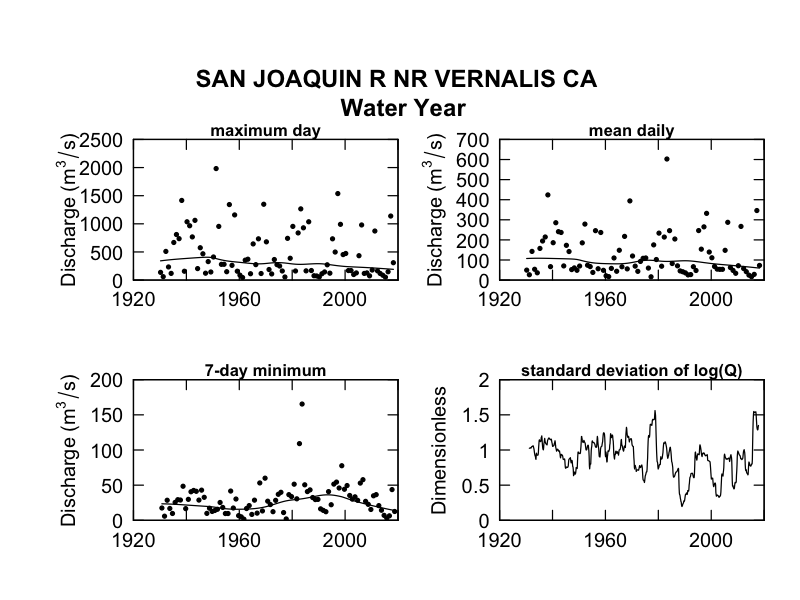 SAN JOAQUIN R NR VERNALIS CA
Water Year
maximum day
Discharge (m³/s)
2500
2000
1500
1000
500
0
1920 1960 2000
mean daily
Discharge (m³/s)
700
600
500
400
300
200
100
0
1920 1960 2000
7-day minimum
Discharge (m³/s)
200
150
100
50
0
1920 1960 2000
standard deviation of log(Q)
Dimensionless
2
1.5
1
0.5
0
1920 1960 2000